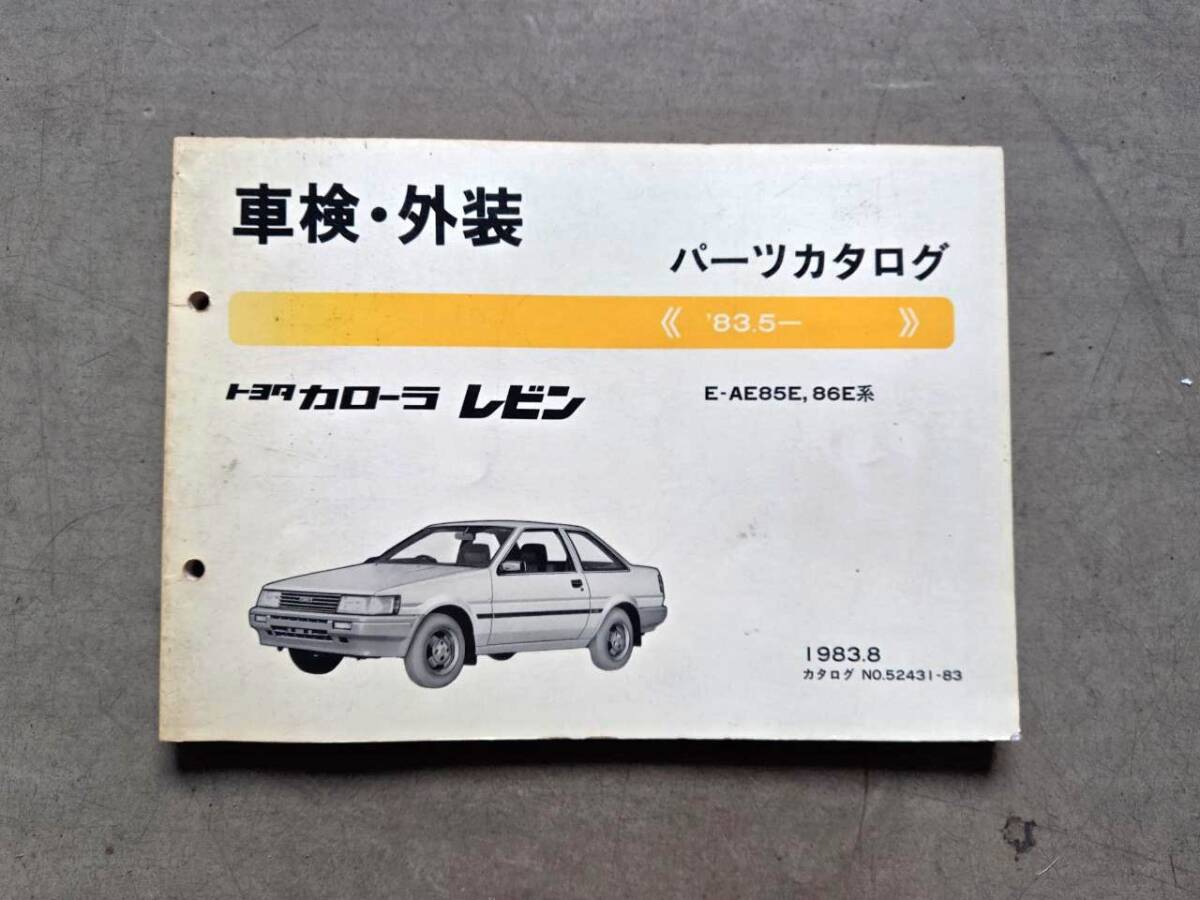 車検・外装
パーツカタログ
《 '83.5ー 》
トヨタ カローラ レビン
E-AE85E, 86E系
1983.8
カタログ NO.52431-83